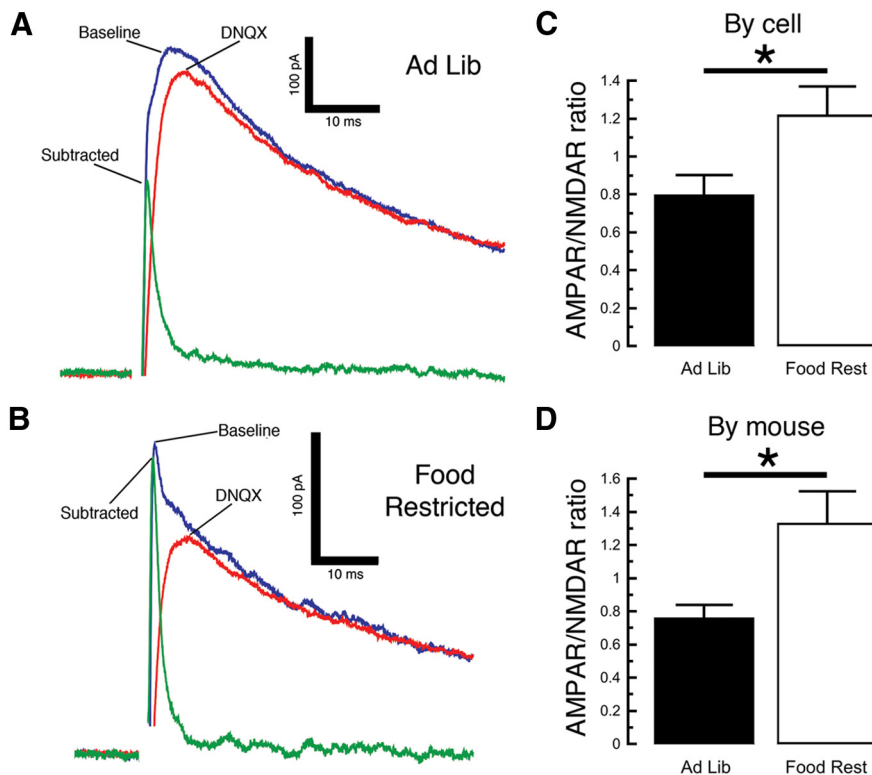 A
Baseline
DNQX
Ad Lib
100 pA
10 ms
Subtracted
B
Baseline
Subtracted
DNQX
Food
Restricted
100 pA
10 ms
C
By cell
*
AMPAR/NMDAR ratio
1.4
1.2
1
0.8
0.6
0.4
0.2
0
Ad Lib Food Rest
D
By mouse
*
AMPAR/NMDAR ratio
1.6
1.4
1.2
1
0.8
0.6
0.4
0.2
0
Ad Lib Food Rest